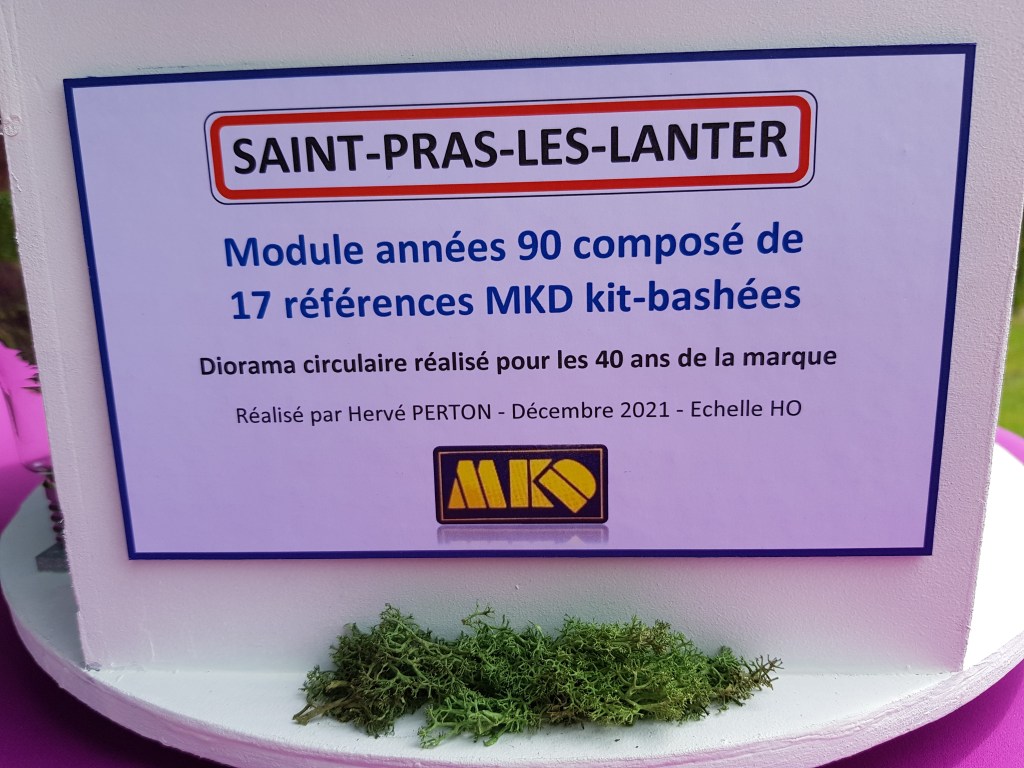 SAINT-PRAS-LES-LANTER
Module années 90 composé de
17 références MKD kit-bashées
Diorama circulaire réalisé pour les 40 ans de la marque
Réalisé par Hervé PERTON - Décembre 2021 - Echelle HO
MKD